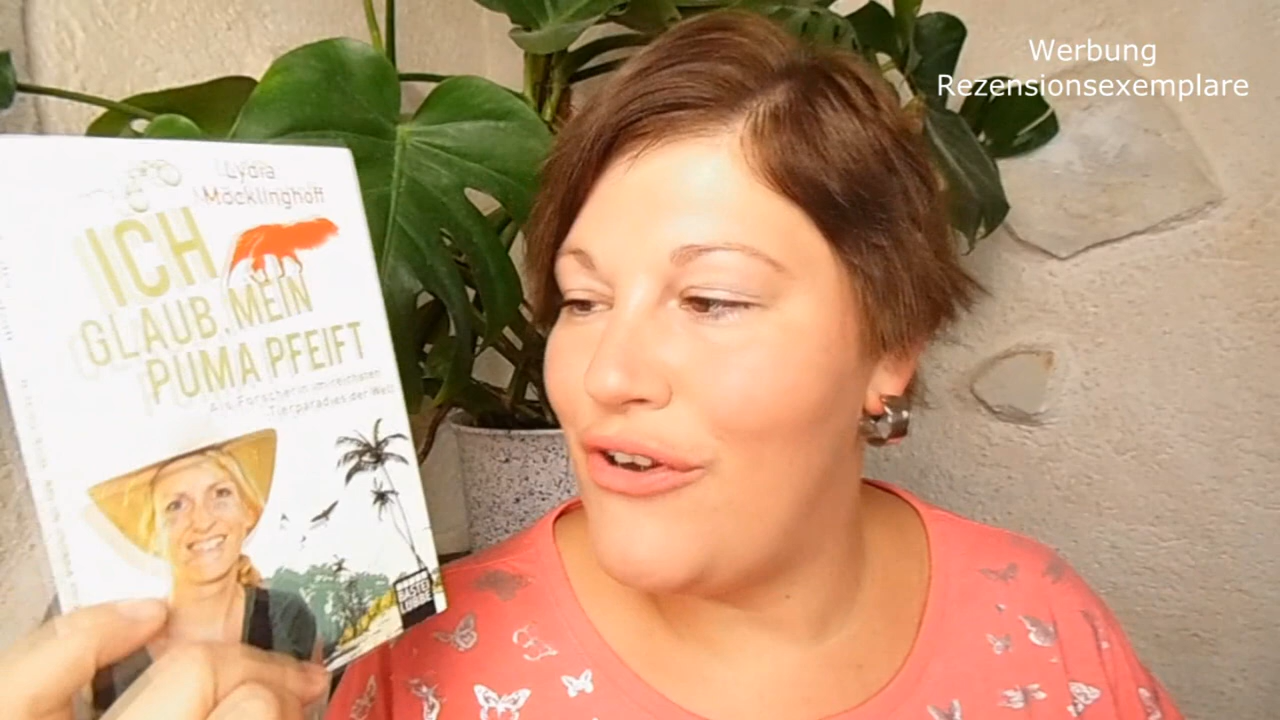 Werbung
Rezensionsexemplare
Lydia
Möcklinghoff
ICH
GLAUB, MEIN
PUMA PFEIFT
Als Forscherin im reichsten
Tierparadies der Welt
BASTEI
LÜBBE